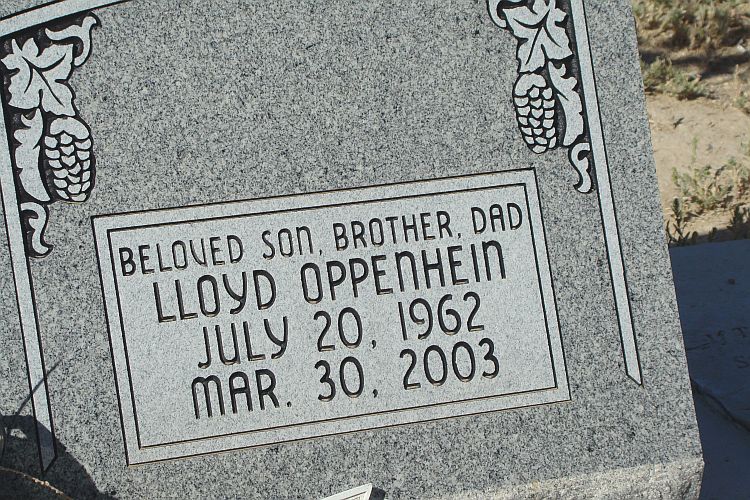 BELOVED SON, BROTHER, DAD
LLOYD OPPENHEIN
JULY 20, 1962
MAR. 30, 2003